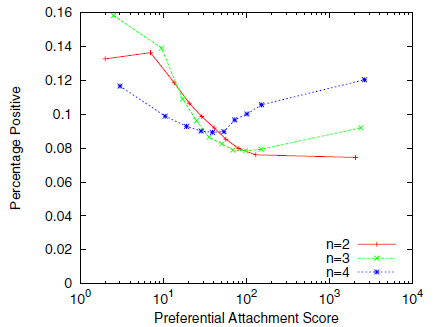 0.16
0.14
0.12
0.1
0.08
0.06
0.04
0.02
0
Percentage Positive
n=2
n=3
n=4
10^0 10^1 10^2 10^3 10^4
Preferential Attachment Score